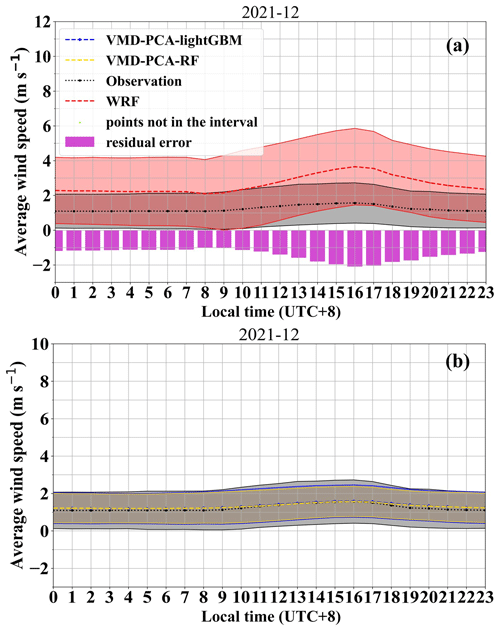 2021-12
(a)
VMD-PCA-lightGBM
VMD-PCA-RF
Observation
WRF
points not in the interval
residual error
Average wind speed (m s⁻¹)
12
10
8
6
4
2
0
−2
0 1 2 3 4 5 6 7 8 9 10 11 12 13 14 15 16 17 18 19 20 21 22 23
Local time (UTC+8)
2021-12
(b)
Average wind speed (m s⁻¹)
10
8
6
4
2
0
−2
0 1 2 3 4 5 6 7 8 9 10 11 12 13 14 15 16 17 18 19 20 21 22 23
Local time (UTC+8)